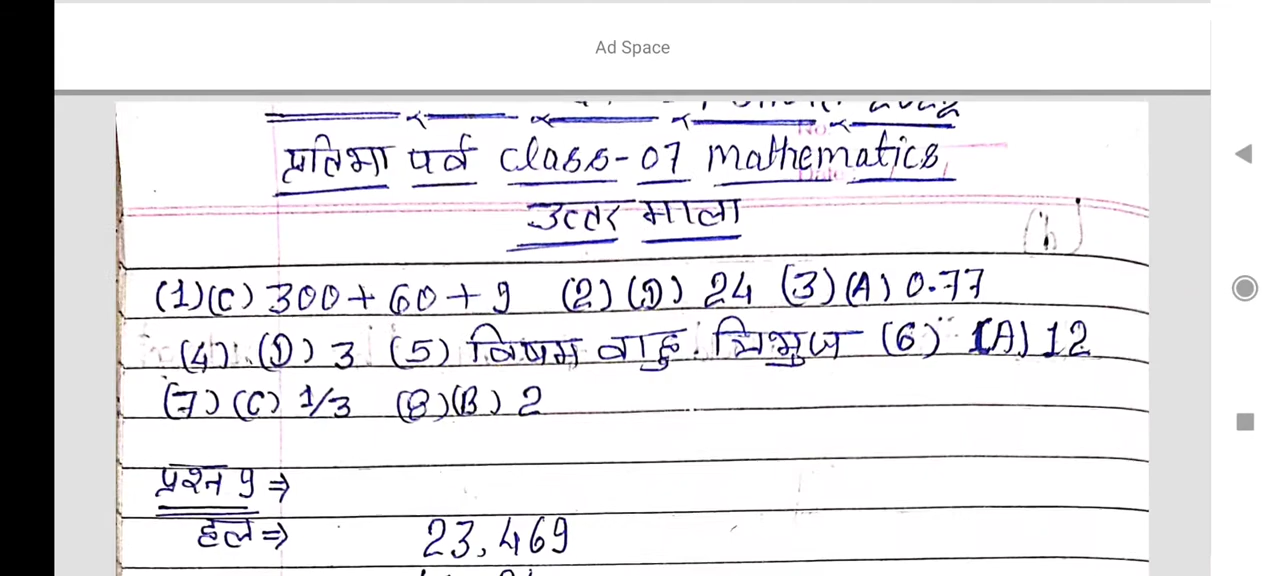 Ad Space
प्रतिभा पर्व class-07 mathematics
उत्तर माला
(1)(C) 300+60+9 (2)(D) 24 (3)(A) 0.77
(4) (D) 3 (5) विषम बाहु त्रिभुज (6) (A) 12
(7)(C) 1/3 (8)(B) 2
प्रश्न 9⇒
हल⇒ 23,469